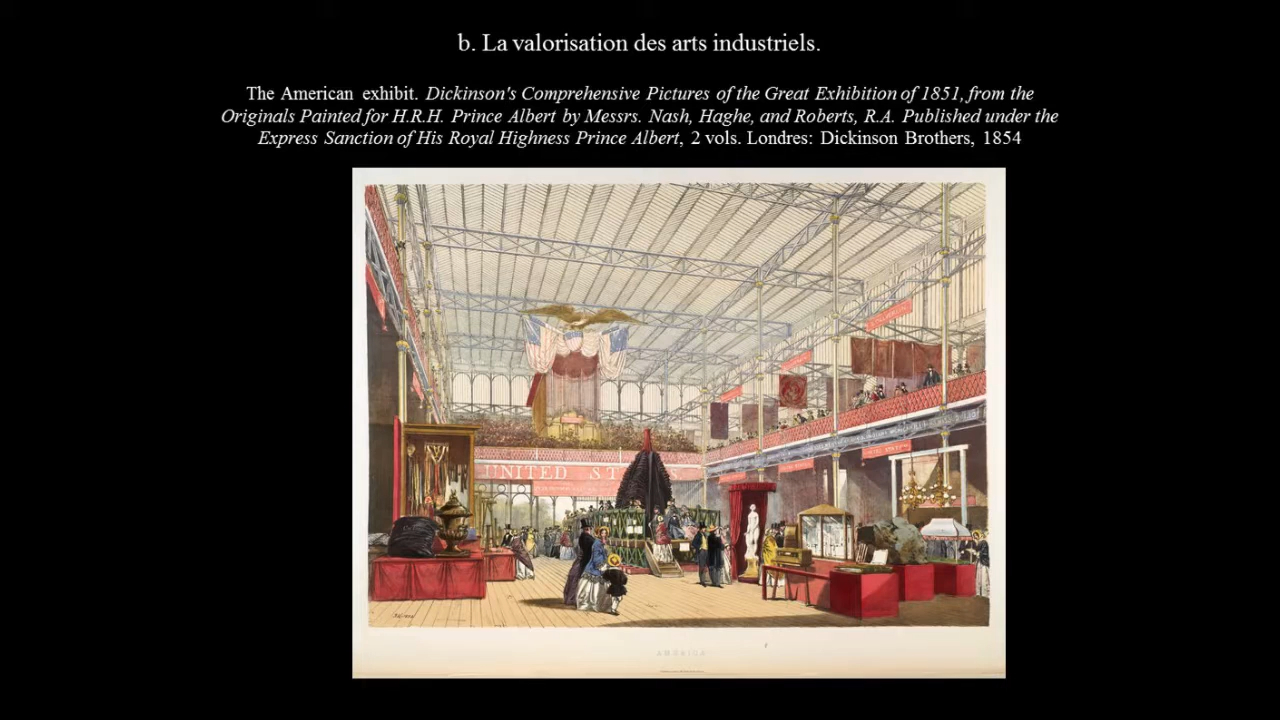 b. La valorisation des arts industriels.
The American exhibit. Dickinson's Comprehensive Pictures of the Great Exhibition of 1851, from the
Originals Painted for H.R.H. Prince Albert by Messrs. Nash, Haghe, and Roberts, R.A. Published under the
Express Sanction of His Royal Highness Prince Albert, 2 vols. Londres: Dickinson Brothers, 1854
UNITED ST S
AMERICA